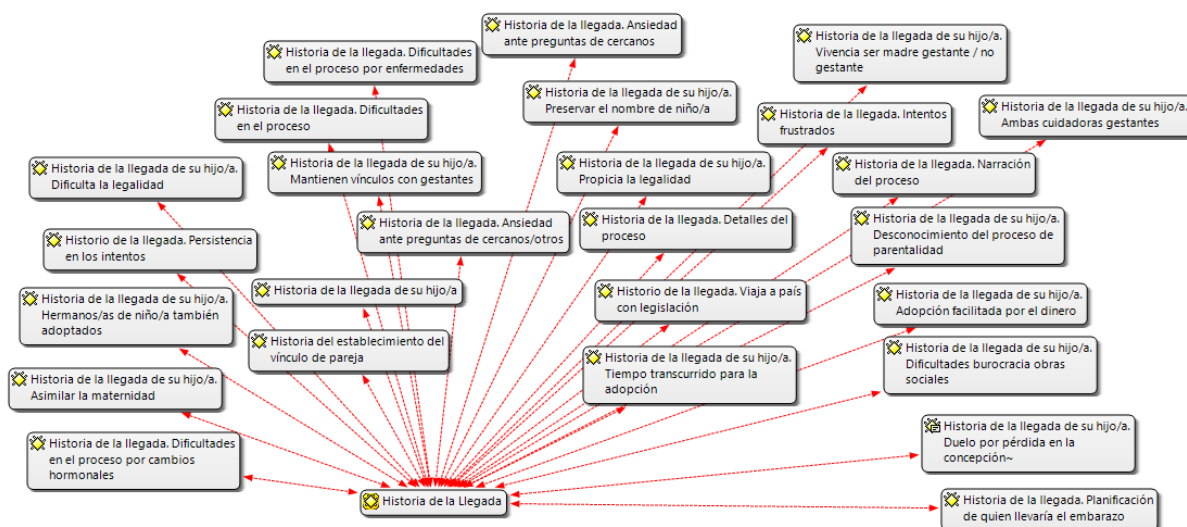 Historia de la llegada. Ansiedad
ante preguntas de cercanos
Historia de la llegada de su hijo/a.
Vivencia ser madre gestante / no
gestante
Historia de la llegada. Dificultades
en el proceso por enfermedades
Historia de la llegada de su hijo/a.
Preservar el nombre de niño/a
Historia de la llegada de su hijo/a.
Ambas cuidadoras gestantes
Historia de la llegada. Dificultades
en el proceso
Historia de la llegada. Intentos
frustrados
Historia de la llegada de su hijo/a.
Dificulta la legalidad
Historia de la llegada de su hijo/a.
Mantienen vínculos con gestantes
Historia de la llegada de su hijo/a.
Propicia la legalidad
Historia de la llegada. Narración
del proceso
Historia de la llegada. Ansiedad
ante preguntas de cercanos/otros
Historia de la llegada. Detalles del
proceso
Historia de la llegada de su hijo/a.
Desconocimiento del proceso de
parentalidad
Historio de la llegada. Persistencia
en los intentos
Historia de la llegada de su hijo/a
Historio de la llegada. Viaja a país
con legislación
Historia de la llegada de su hijo/a.
Adopción facilitada por el dinero
Historia de la llegada de su hijo/a.
Hermanos/as de niño/a también
adoptados
Historia del establecimiento del
vínculo de pareja
Historia de la llegada de su hijo/a.
Tiempo transcurrido para la
adopción
Historia de la llegada de su hijo/a.
Dificultades burocracia obras
sociales
Historia de la llegada de su hijo/a.
Asimilar la maternidad
Historia de la llegada de su hijo/a.
Duelo por pérdida en la
concepción~
Historia de la llegada. Dificultades
en el proceso por cambios
hormonales
Historia de la Llegada
Historia de la llegada. Planificación
de quien llevaría el embarazo